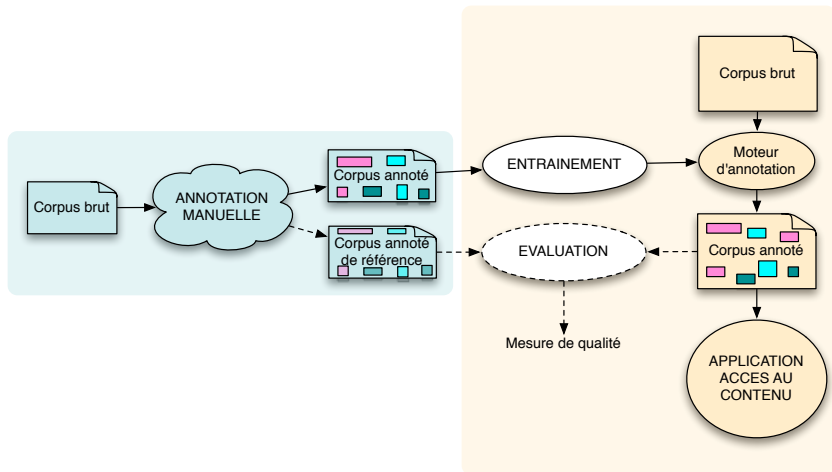 Corpus brut
ANNOTATION
MANUELLE
Corpus annoté
Corpus annoté
de référence
ENTRAINEMENT
EVALUATION
Mesure de qualité
Corpus brut
Moteur
d'annotation
Corpus annoté
APPLICATION
ACCES AU
CONTENU